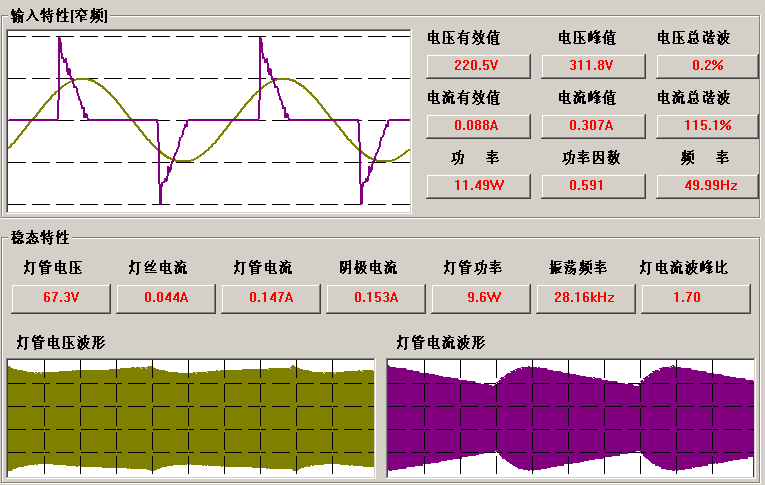 输入特性[窄频]
电压有效值 电压峰值 电压总谐波
220.5V 311.8V 0.2%
电流有效值 电流峰值 电流总谐波
0.088A 0.307A 115.1%
功 率 功率因数 频 率
11.49W 0.591 49.99Hz
稳态特性
灯管电压 灯丝电流 灯管电流 阴极电流 灯管功率 振荡频率 灯电流波峰比
67.3V 0.044A 0.147A 0.153A 9.6W 28.16kHz 1.70
灯管电压波形 灯管电流波形